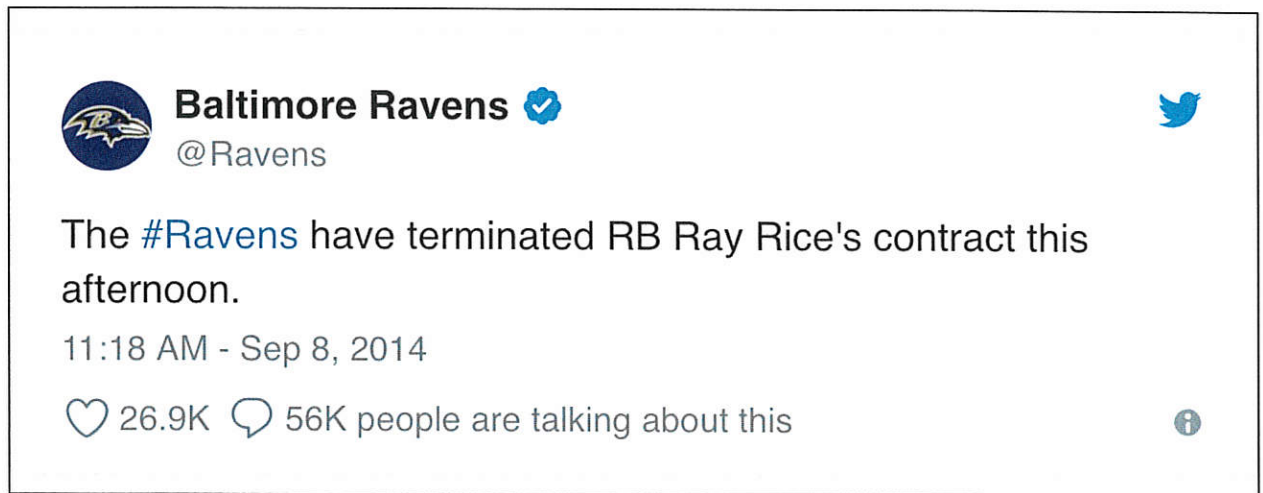 Baltimore Ravens
@Ravens
The #Ravens have terminated RB Ray Rice's contract this
afternoon.
11:18 AM - Sep 8, 2014
26.9K 56K people are talking about this